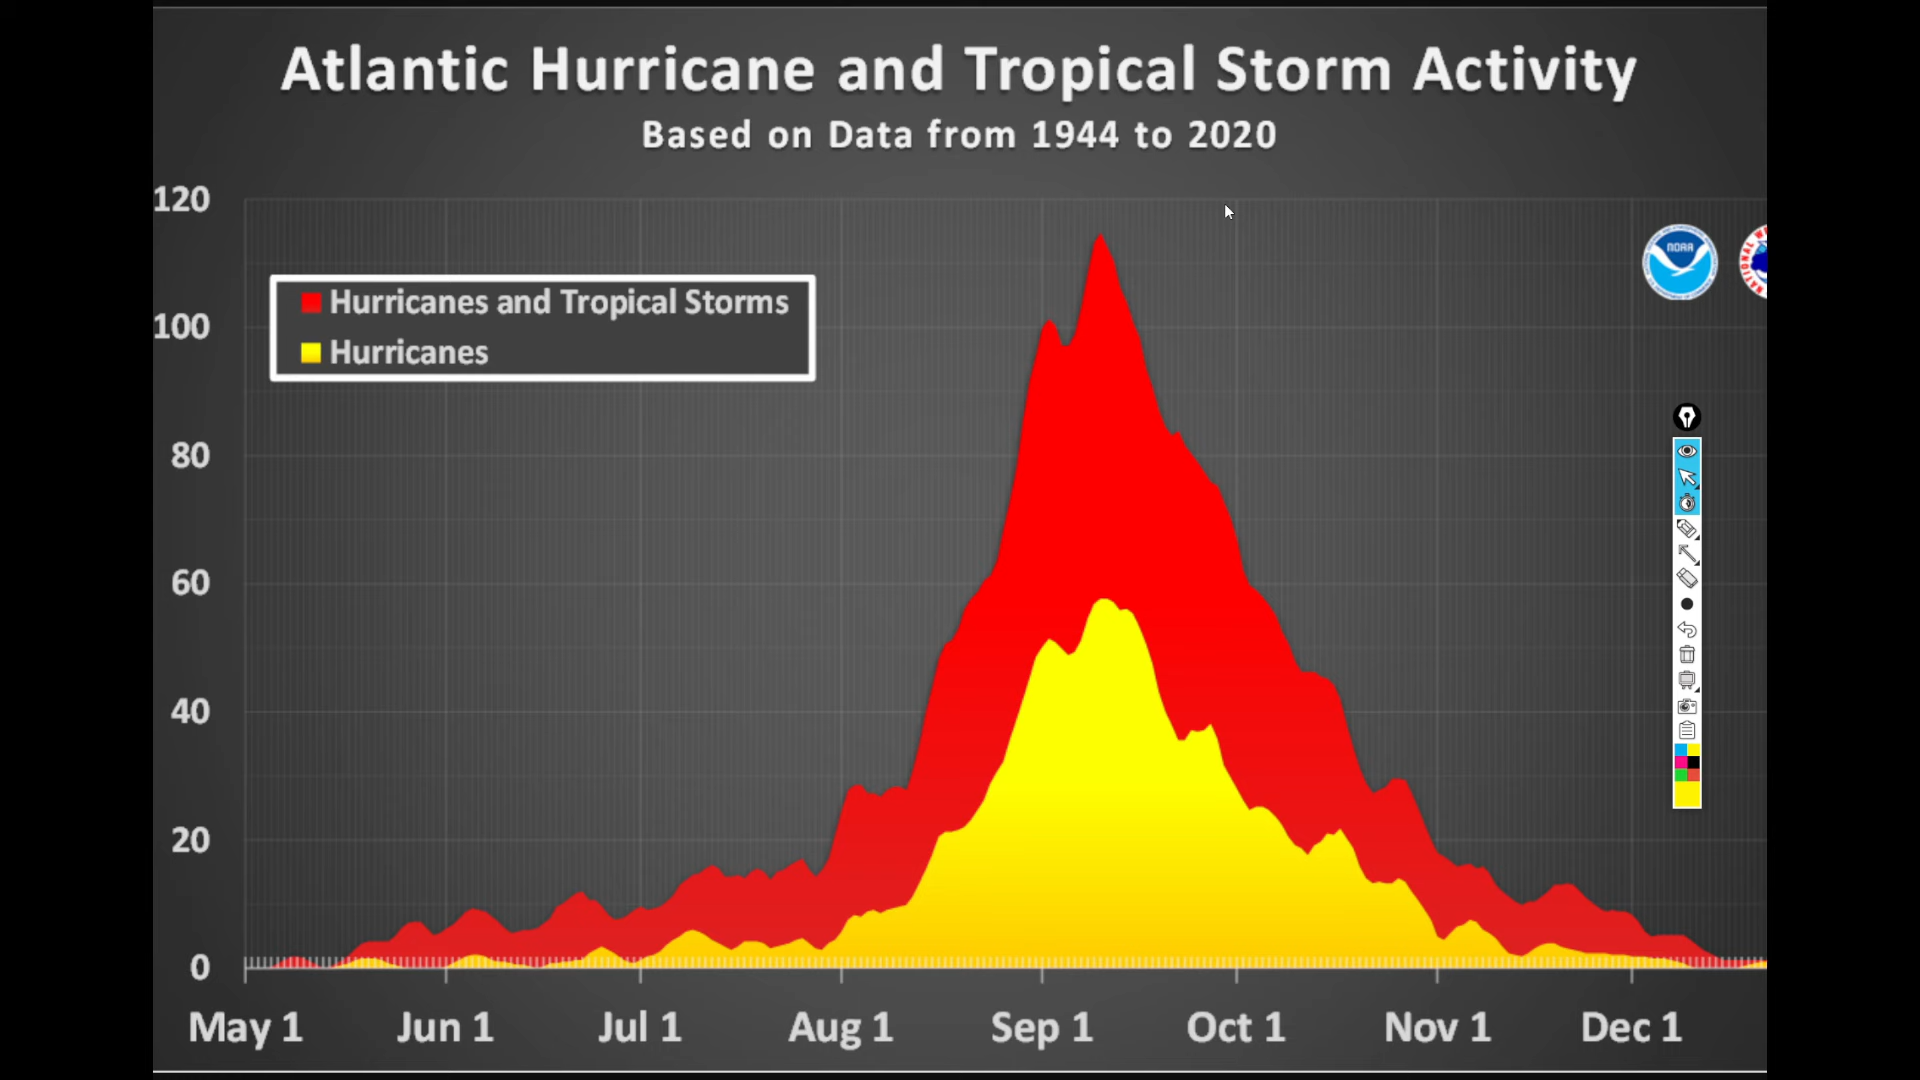 Atlantic Hurricane and Tropical Storm Activity
Based on Data from 1944 to 2020
120
100
80
60
40
20
0
Hurricanes and Tropical Storms
Hurricanes
NOAA
May 1 Jun 1 Jul 1 Aug 1 Sep 1 Oct 1 Nov 1 Dec 1